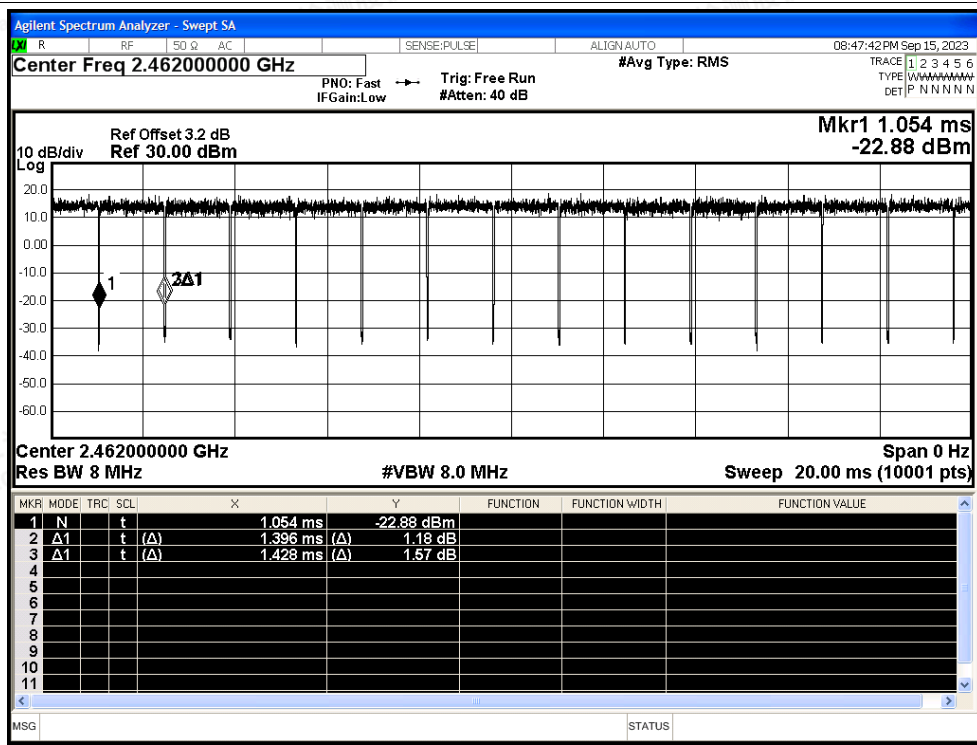 Agilent Spectrum Analyzer - Swept SA
LXI R RF 50 Ω AC SENSE:PULSE ALIGN AUTO 08:47:42 PM Sep 15, 2023
Center Freq 2.462000000 GHz
PNO: Fast
IFGain:Low
Trig: Free Run
#Atten: 40 dB
#Avg Type: RMS
TRACE 1 2 3 4 5 6
TYPE
DET P N N N N N
Mkr1 1.054 ms
-22.88 dBm
Ref Offset 3.2 dB
10 dB/div Ref 30.00 dBm
Log
20.0
10.0
0.00
-10.0
-20.0
-30.0
-40.0
-50.0
-60.0
1
3Δ1
Center 2.462000000 GHz Span 0 Hz
Res BW 8 MHz #VBW 8.0 MHz Sweep 20.00 ms (10001 pts)
MKR MODE TRC SCL X Y FUNCTION FUNCTION WIDTH FUNCTION VALUE
1 N t 1.054 ms -22.88 dBm
2 Δ1 t (Δ) 1.396 ms (Δ) 1.18 dB
3 Δ1 t (Δ) 1.428 ms (Δ) 1.57 dB
4
5
6
7
8
9
10
11
MSG STATUS